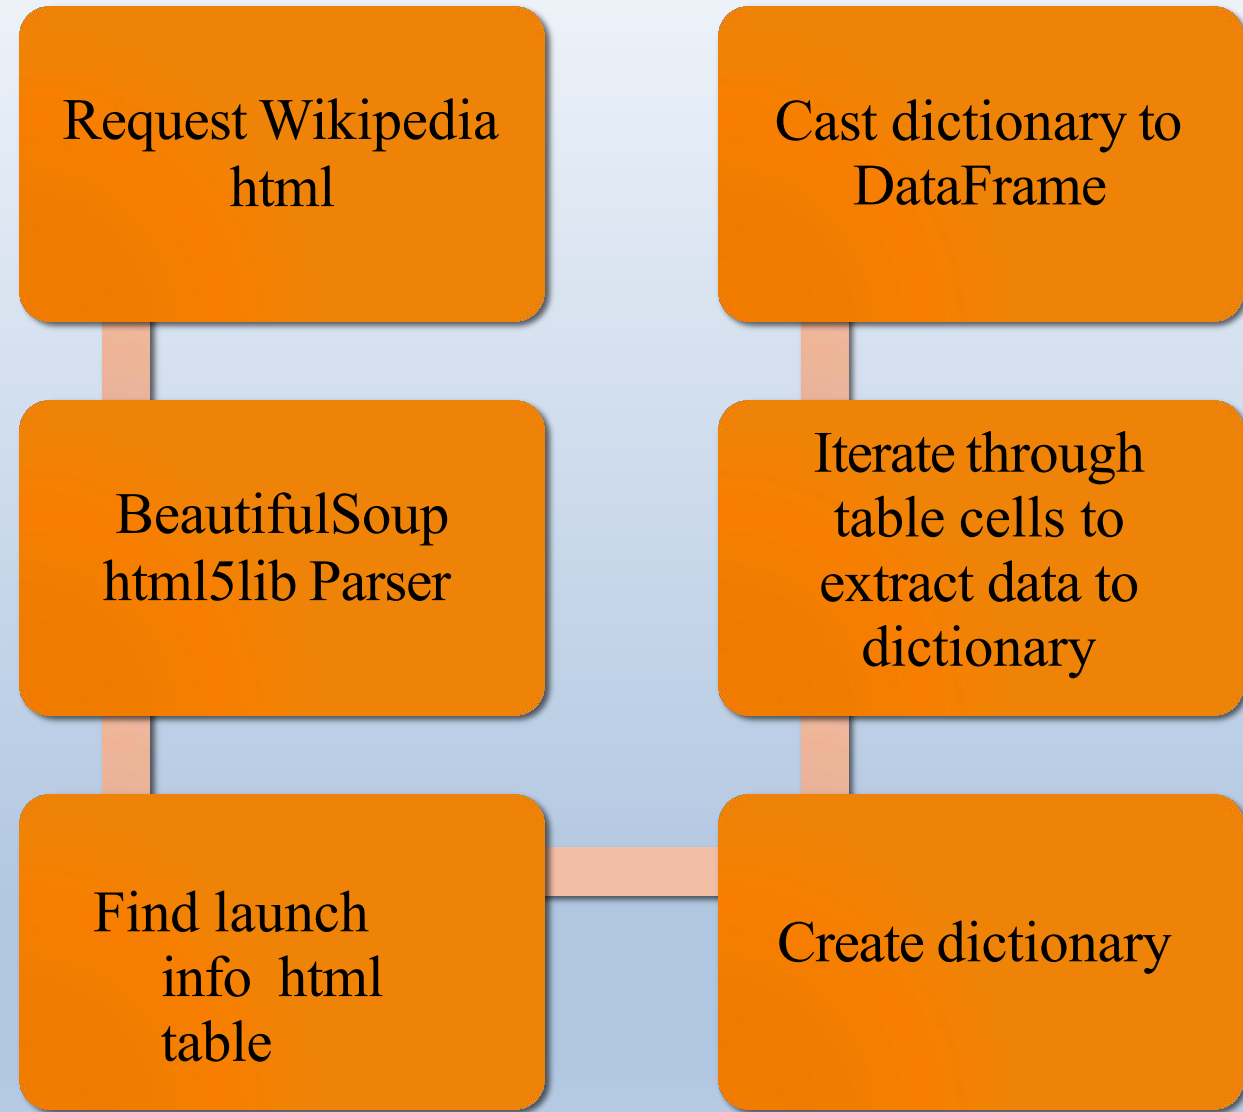 Request Wikipedia
html
BeautifulSoup
html5lib Parser
Find launch
info html
table
Create dictionary
Iterate through
table cells to
extract data to
dictionary
Cast dictionary to
DataFrame